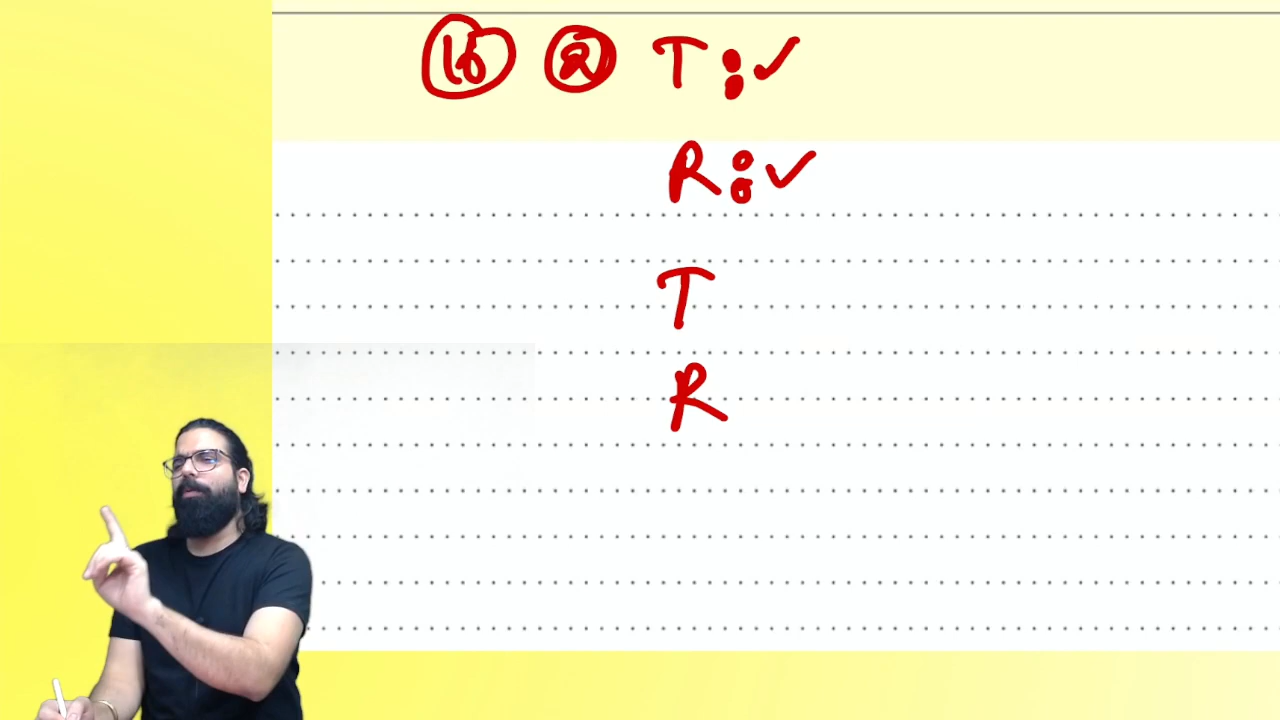 16 2 T : ✓
R : ✓
T
R